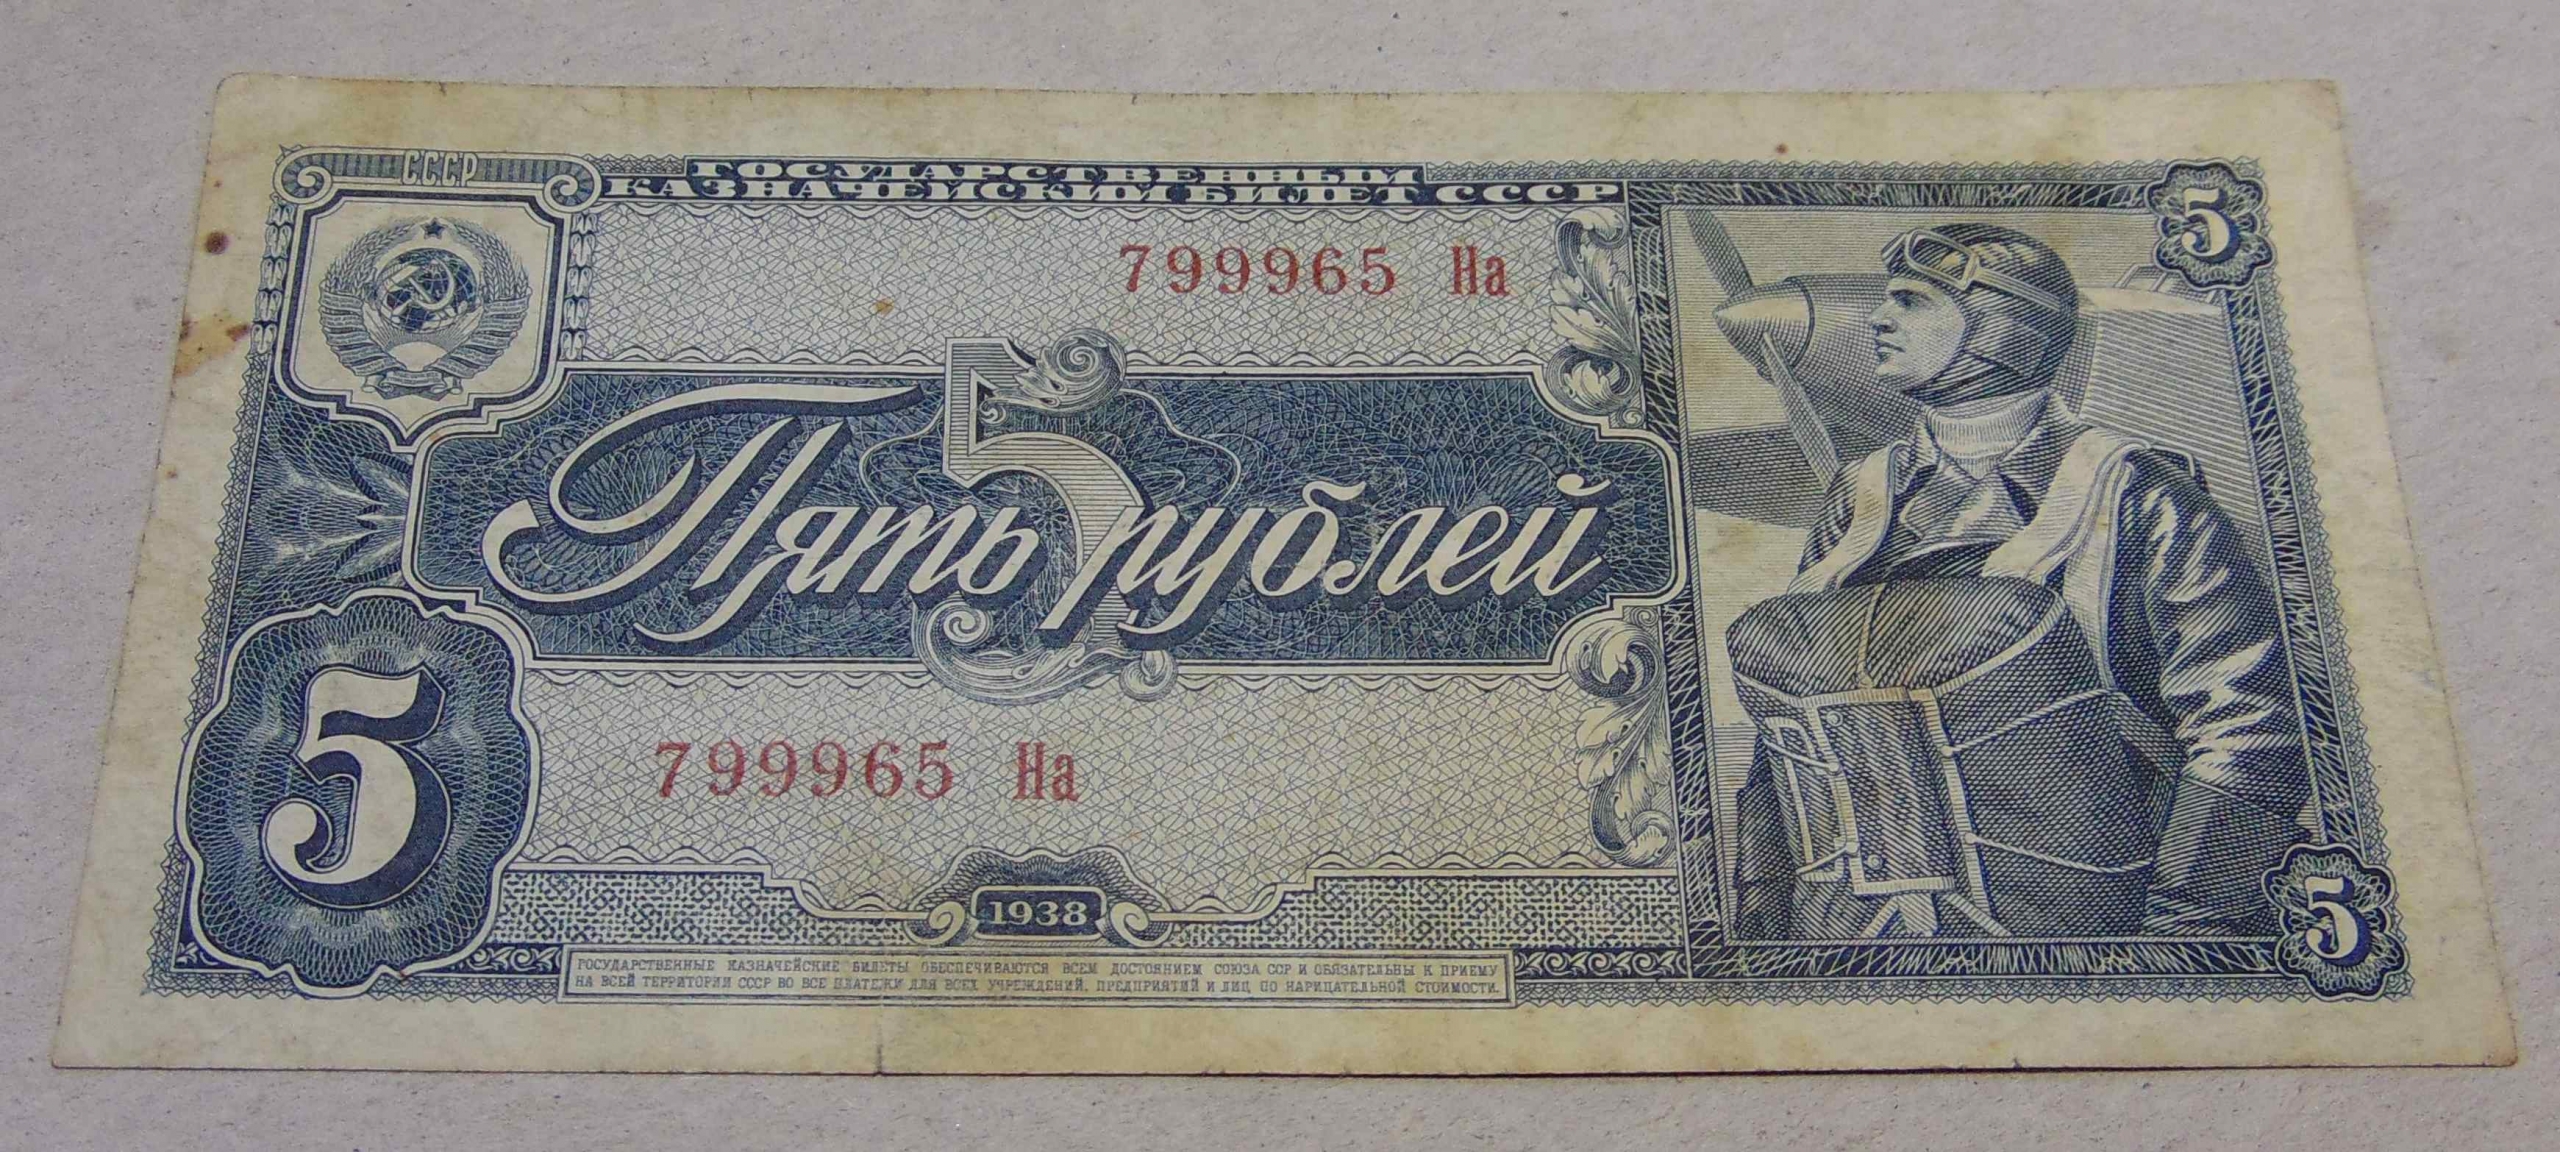 СССР
ГОСУДАРСТВЕННЫЙ
КАЗНАЧЕЙСКИЙ БИЛЕТ СССР
5
799965 На
5
Пять рублей
799965 На
5
1938
5
ГОСУДАРСТВЕННЫЕ КАЗНАЧЕЙСКИЕ БИЛЕТЫ ОБЕСПЕЧИВАЮТСЯ ВСЕМ ДОСТОЯНИЕМ СОЮЗА ССР И ОБЯЗАТЕЛЬНЫ К ПРИЕМУ
НА ВСЕЙ ТЕРРИТОРИИ СССР ВО ВСЕ ПЛАТЕЖИ ДЛЯ ВСЕХ УЧРЕЖДЕНИЙ, ПРЕДПРИЯТИЙ И ЛИЦ ПО НАРИЦАТЕЛЬНОЙ СТОИМОСТИ.